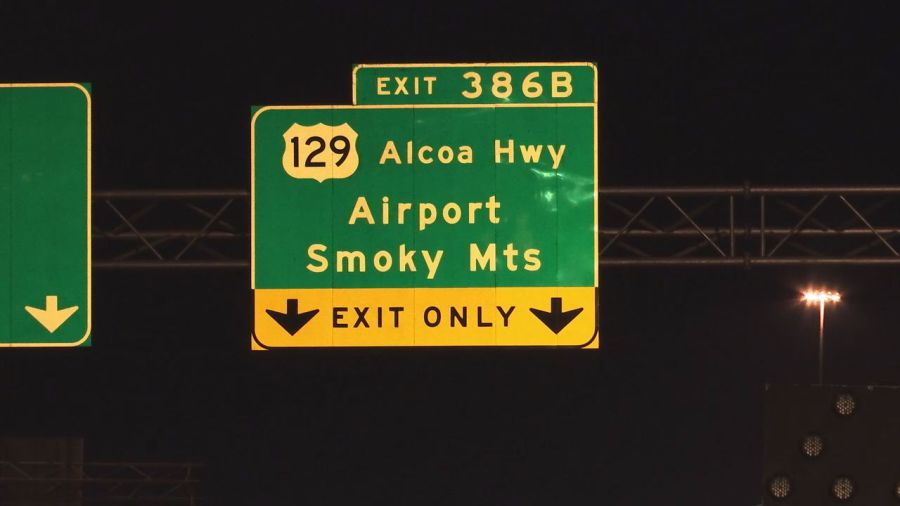 EXIT 386B
129 Alcoa Hwy
Airport
Smoky Mts
EXIT ONLY